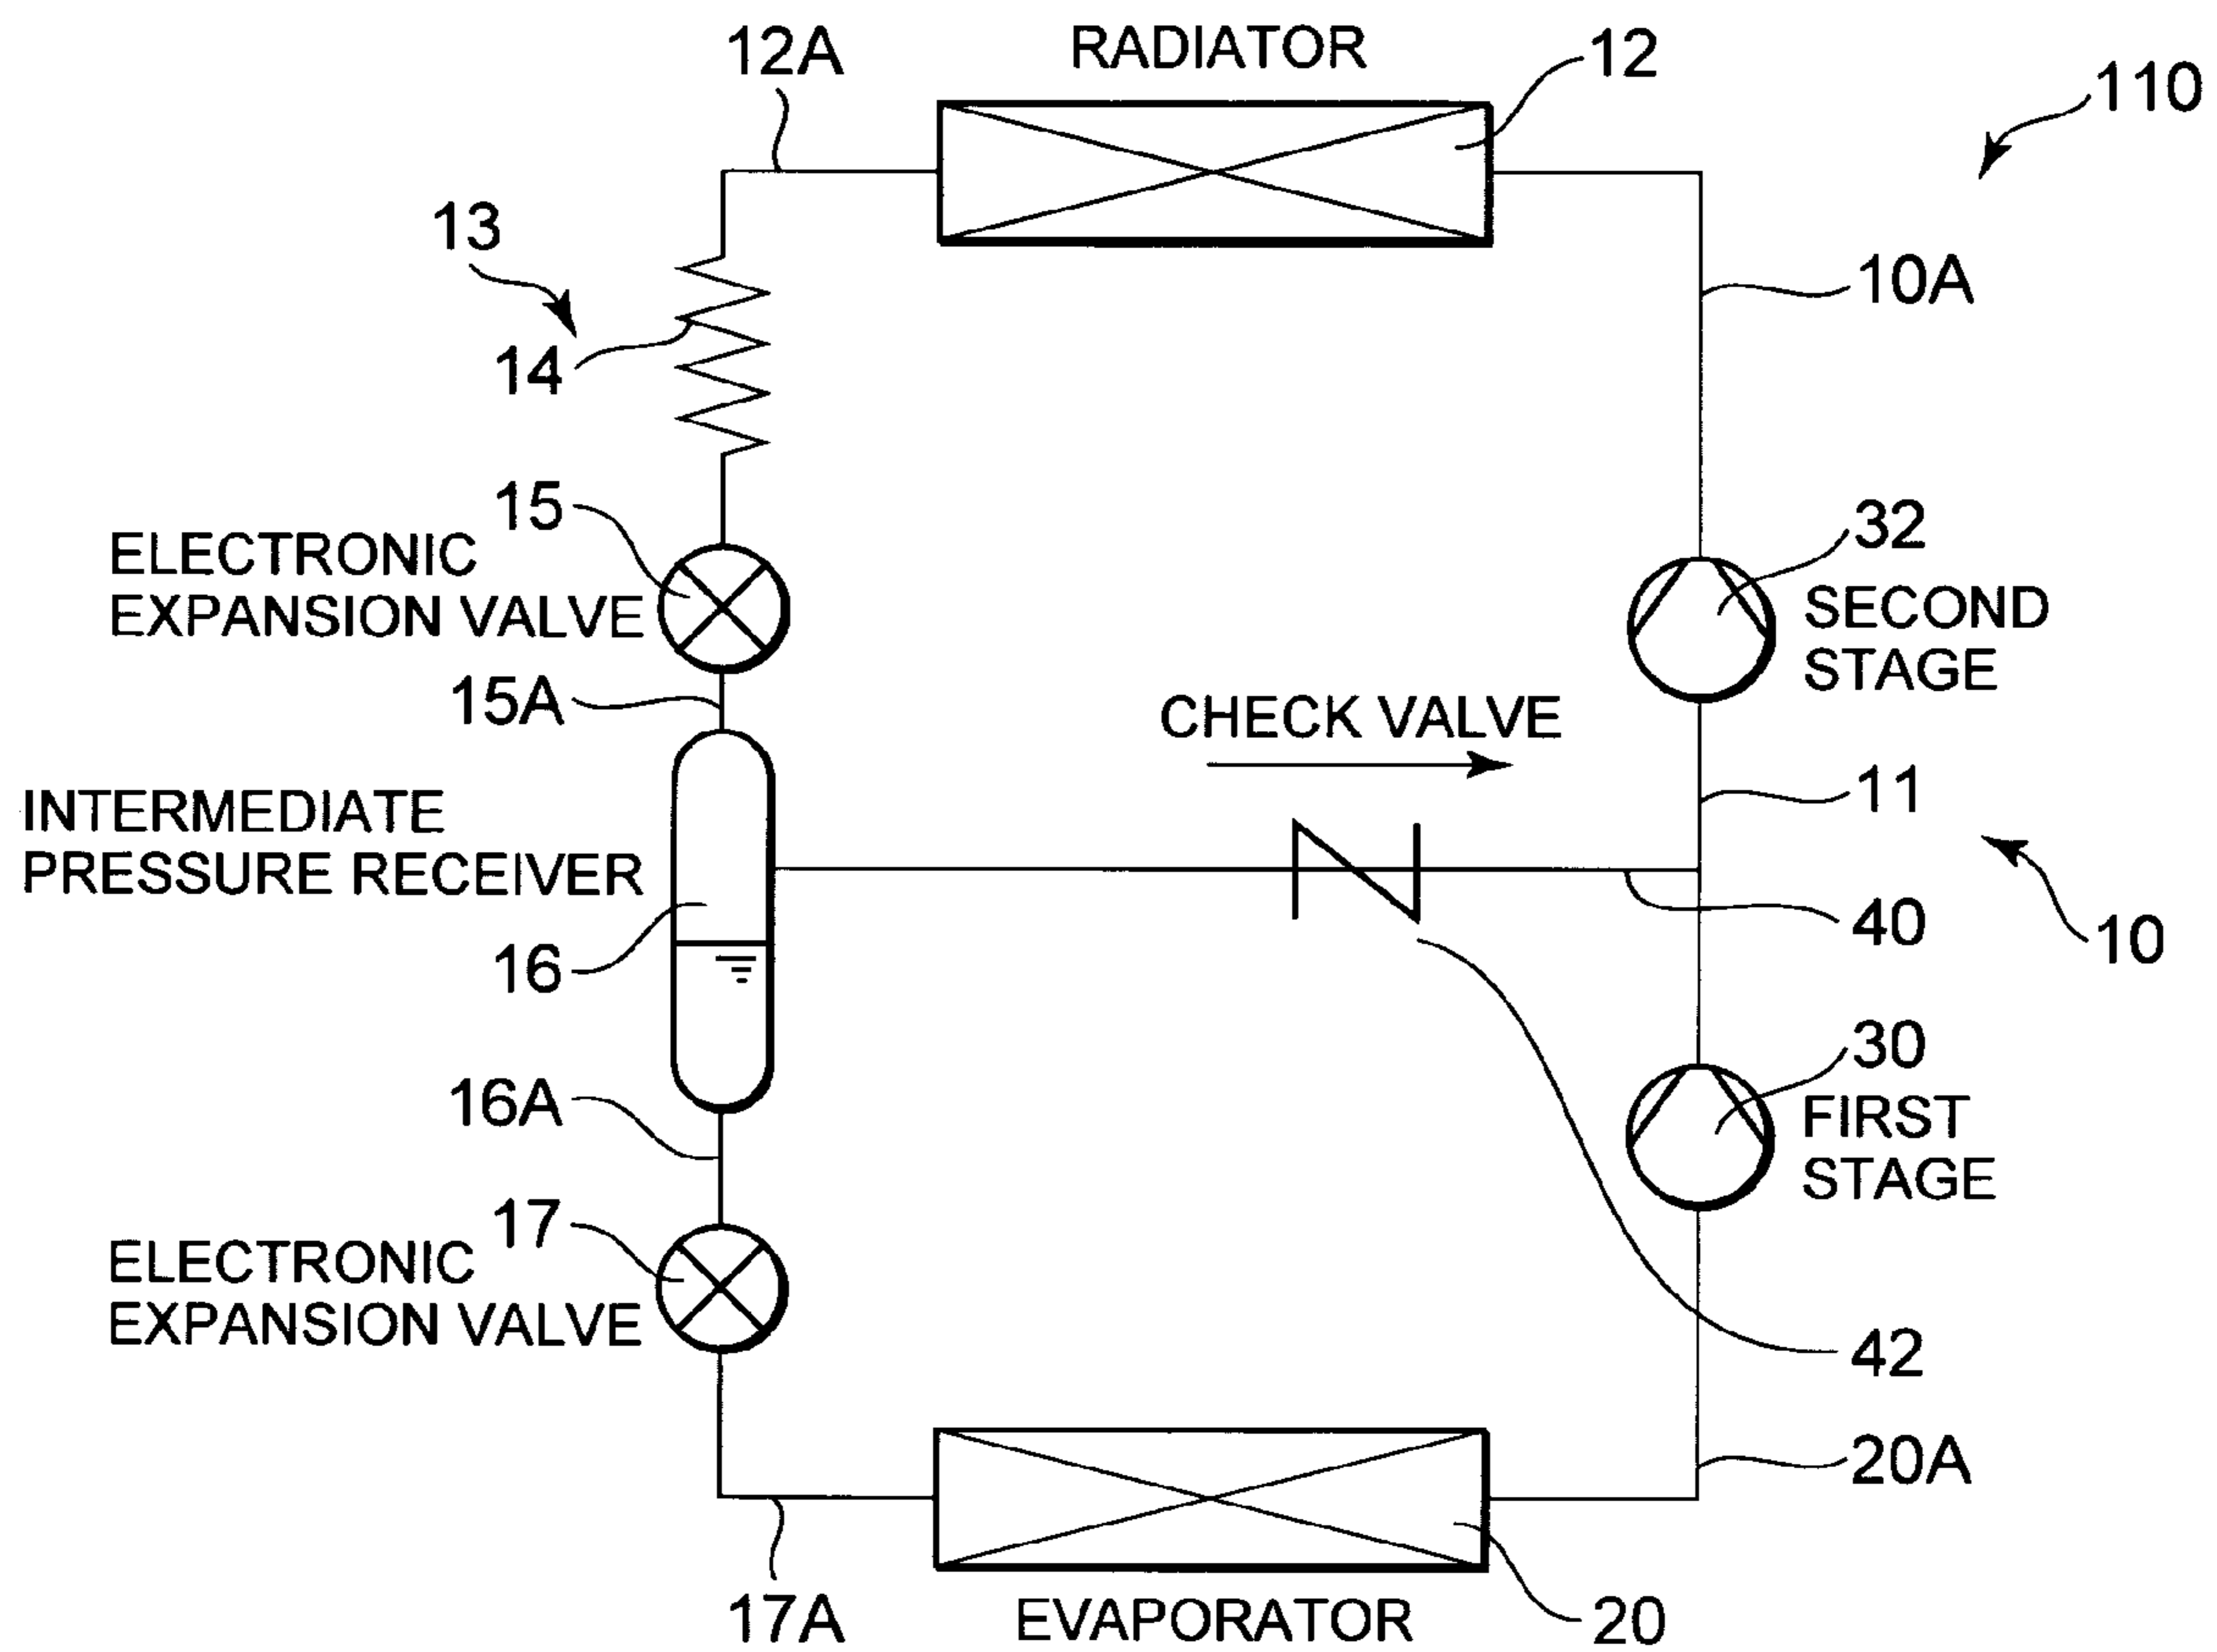 12A
RADIATOR
12
110
13
10A
14
15
ELECTRONIC
EXPANSION VALVE
32
SECOND
STAGE
15A
CHECK VALVE
11
INTERMEDIATE
PRESSURE RECEIVER
16
40
10
30
FIRST
STAGE
16A
17
ELECTRONIC
EXPANSION VALVE
42
20A
17A
EVAPORATOR
20